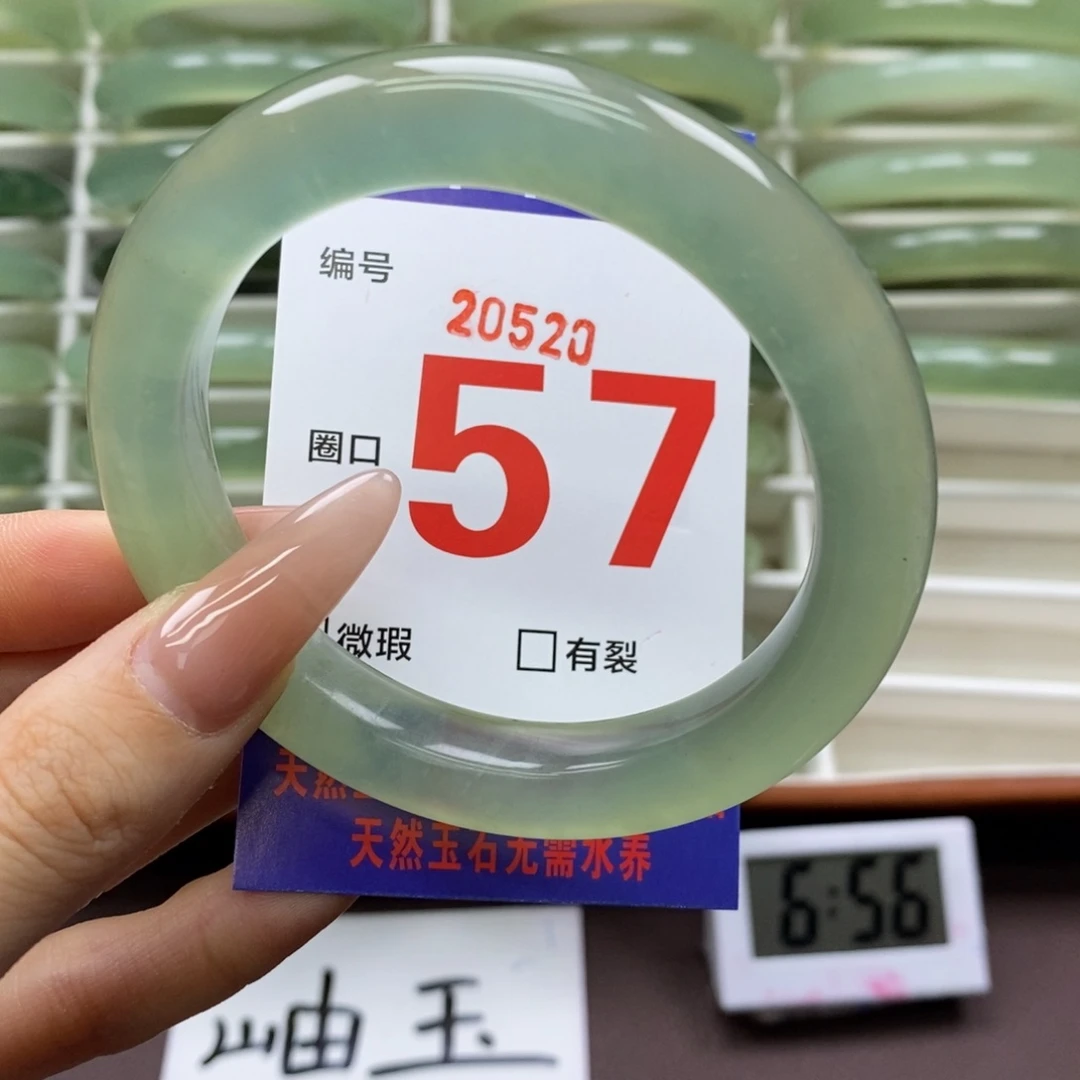 编号
20520
圈口
57
微瑕
□有裂
天然玉石无需水养
6:56
岫玉